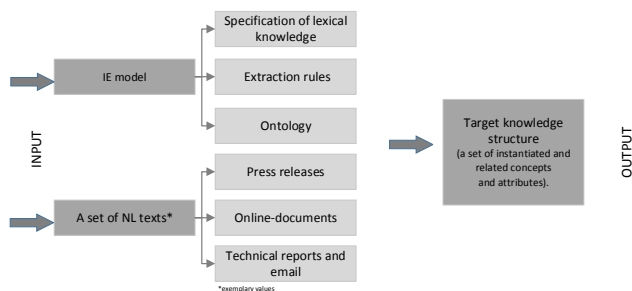 INPUT
IE model
Specification of lexical
knowledge
Extraction rules
Ontology
A set of NL texts*
Press releases
Online-documents
Technical reports and
email
*exemplary values
Target knowledge
structure
(a set of instantiated and
related concepts
and attributes).
OUTPUT